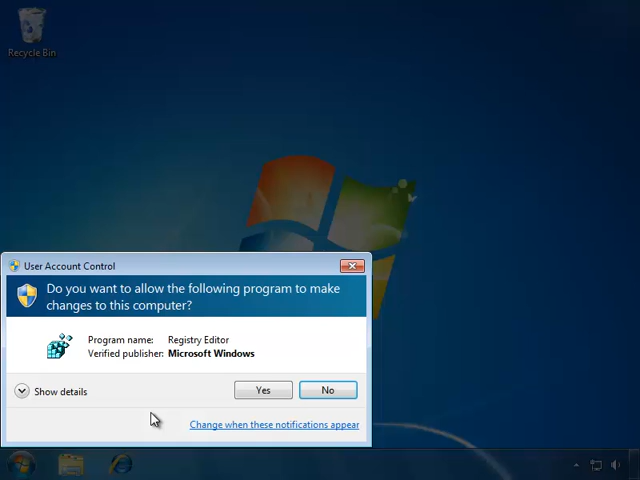 Recycle Bin
User Account Control
Do you want to allow the following program to make
changes to this computer?
Program name: Registry Editor
Verified publisher: Microsoft Windows
Show details
Yes
No
Change when these notifications appear